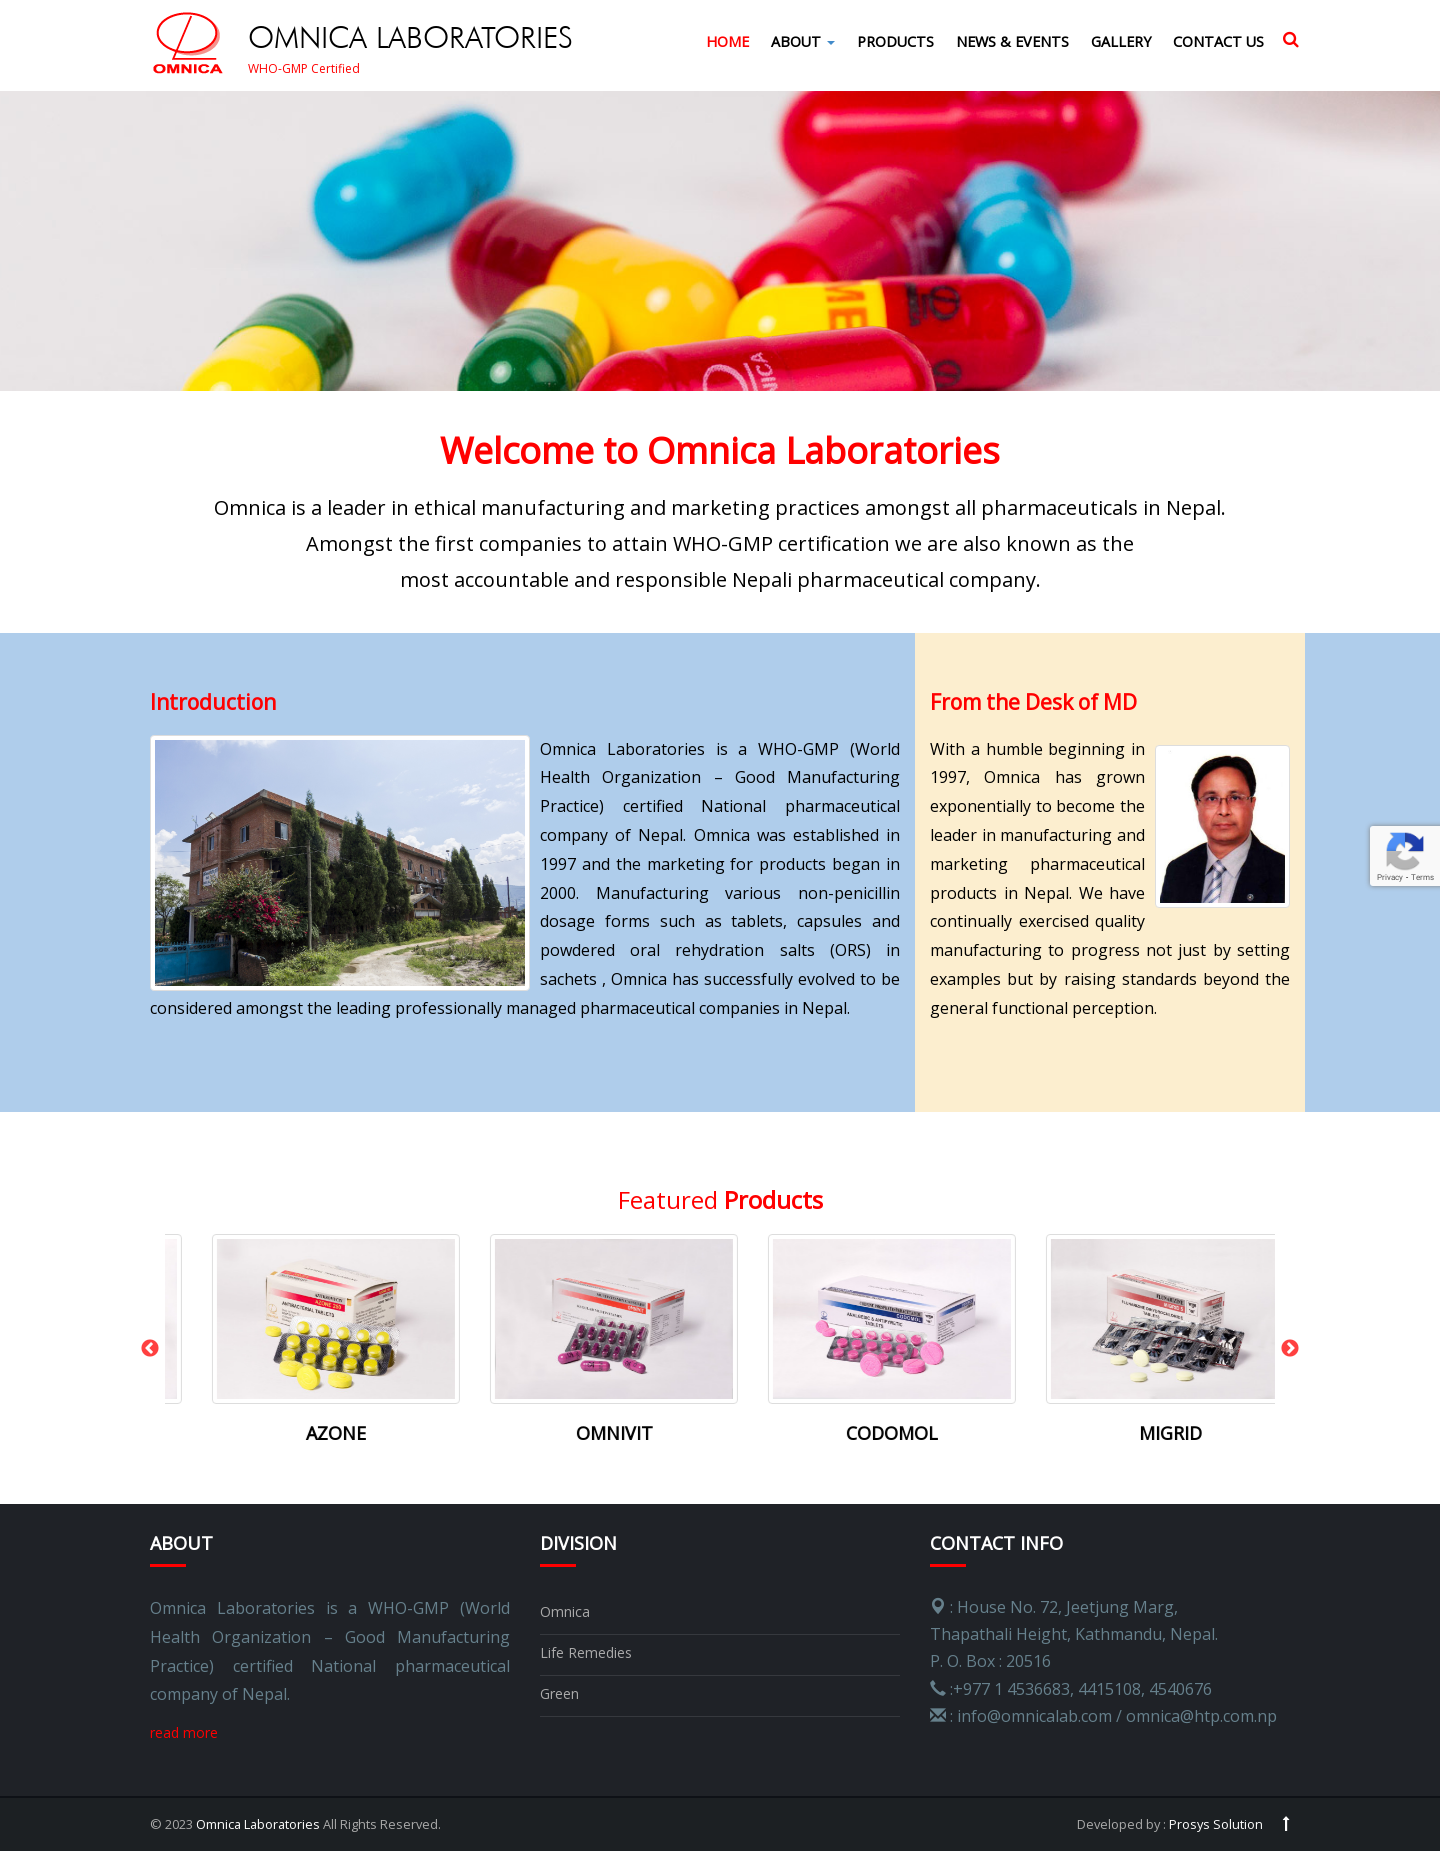 OMNICA
OMNICA LABORATORIES
WHO-GMP Certified
HOME ABOUT PRODUCTS NEWS & EVENTS GALLERY CONTACT US
Welcome to Omnica Laboratories
Omnica is a leader in ethical manufacturing and marketing practices amongst all pharmaceuticals in Nepal.
Amongst the first companies to attain WHO-GMP certification we are also known as the
most accountable and responsible Nepali pharmaceutical company.
Introduction
Omnica Laboratories is a WHO-GMP (World
Health Organization – Good Manufacturing
Practice) certified National pharmaceutical
company of Nepal. Omnica was established in
1997 and the marketing for products began in
2000. Manufacturing various non-penicillin
dosage forms such as tablets, capsules and
powdered oral rehydration salts (ORS) in
sachets , Omnica has successfully evolved to be
considered amongst the leading professionally managed pharmaceutical companies in Nepal.
From the Desk of MD
With a humble beginning in
1997, Omnica has grown
exponentially to become the
leader in manufacturing and
marketing pharmaceutical
products in Nepal. We have
continually exercised quality
manufacturing to progress not just by setting
examples but by raising standards beyond the
general functional perception.
Privacy - Terms
Featured Products
AZONE
OMNIVIT
CODOMOL
MIGRID
ABOUT
Omnica Laboratories is a WHO-GMP (World
Health Organization – Good Manufacturing
Practice) certified National pharmaceutical
company of Nepal.
read more
DIVISION
Omnica
Life Remedies
Green
CONTACT INFO
: House No. 72, Jeetjung Marg,
Thapathali Height, Kathmandu, Nepal.
P. O. Box : 20516
:+977 1 4536683, 4415108, 4540676
: info@omnicalab.com / omnica@htp.com.np
© 2023 Omnica Laboratories All Rights Reserved.
Developed by : Prosys Solution